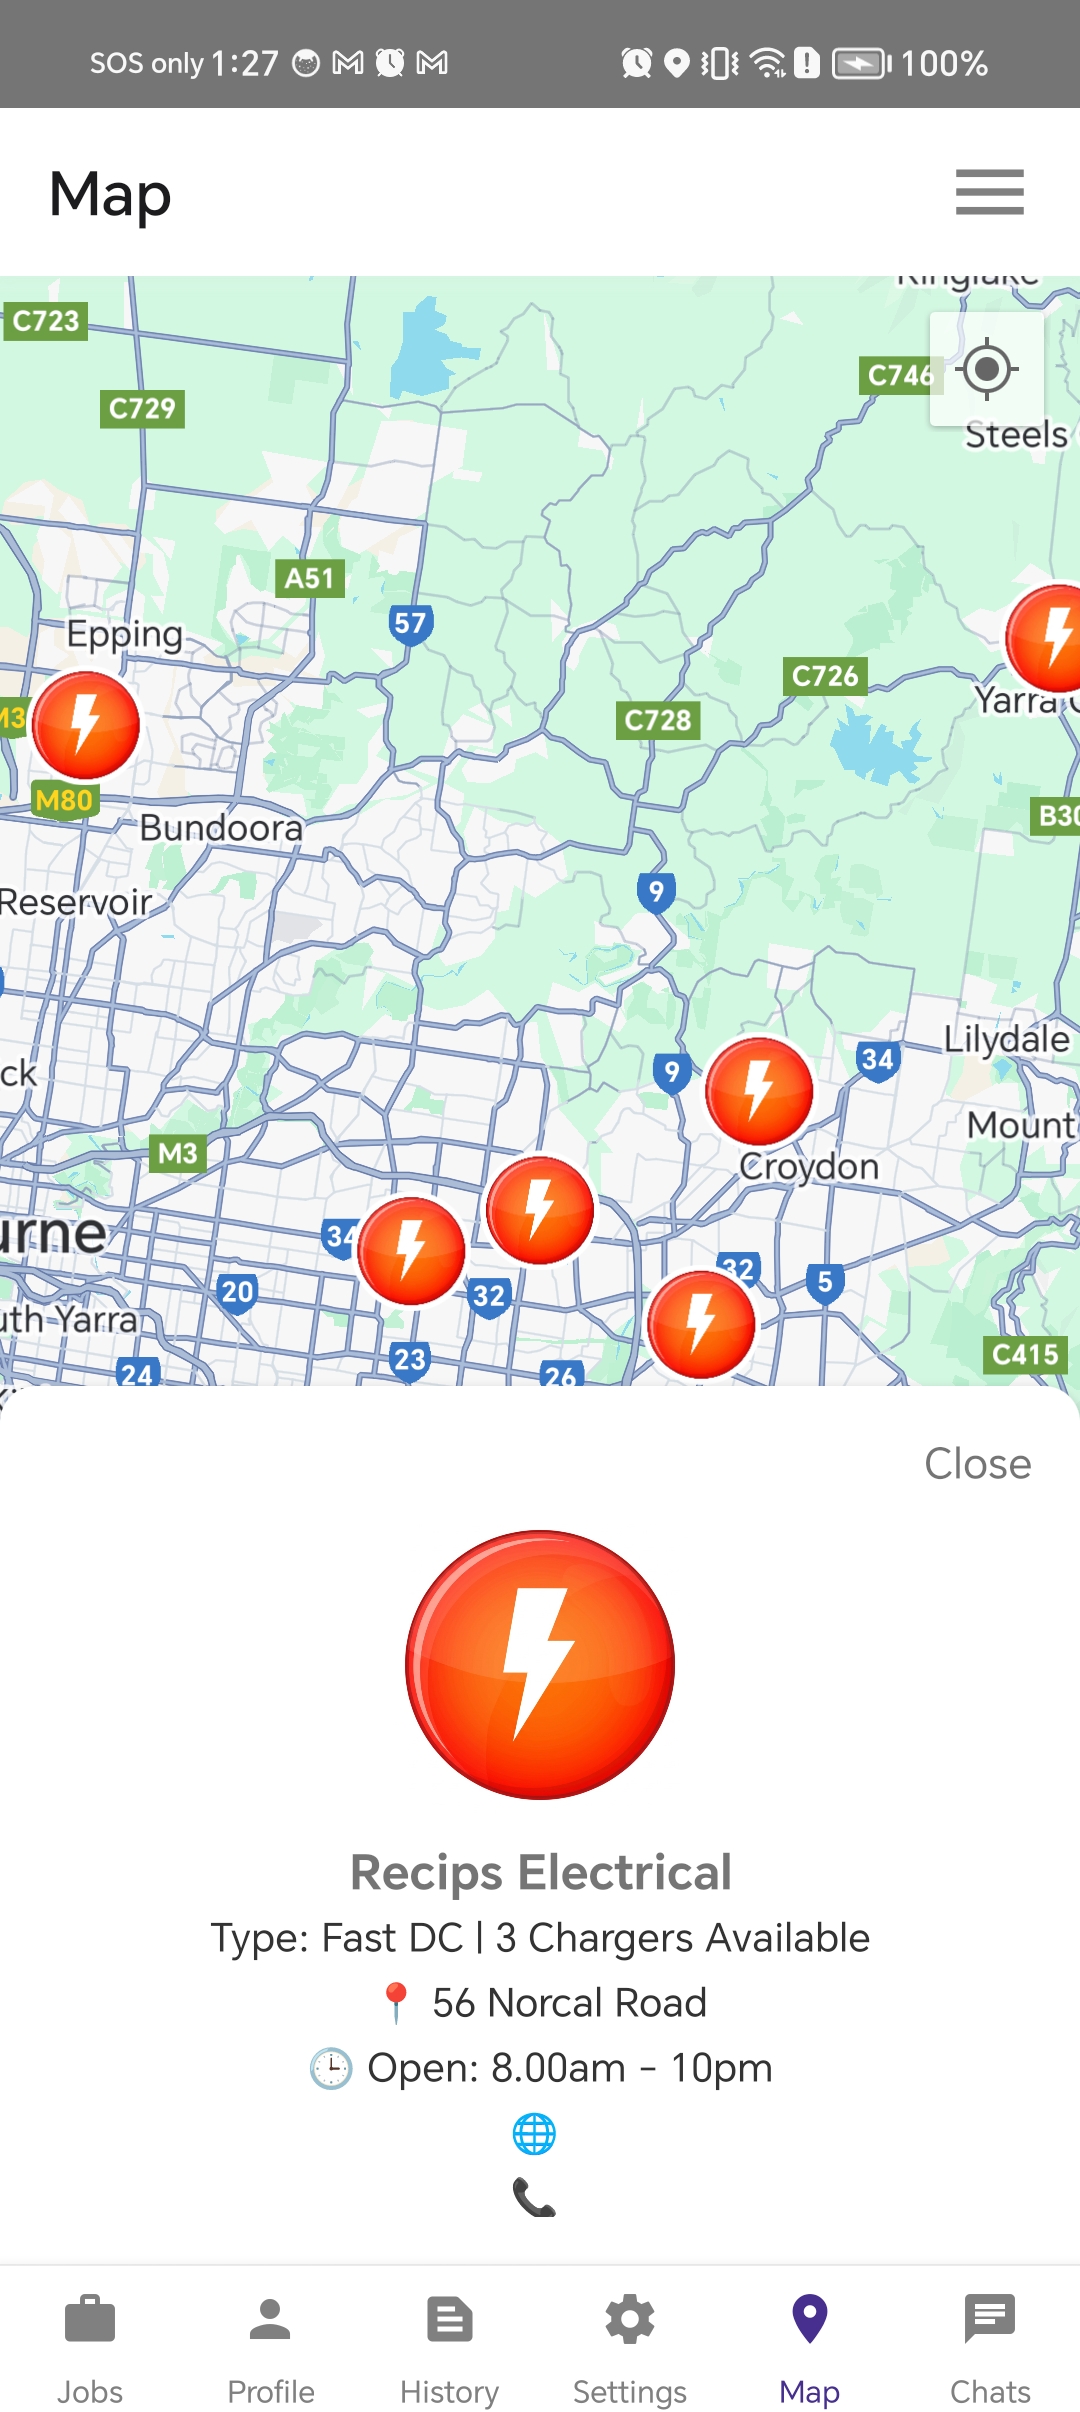 SOS only 1:27
100%
Map
C723
C729
C746
Steels
A51
57
Epping
C726
C728
M3
M80
Bundoora
B30
Reservoir
9
Lilydale
34
9
ck
Mount
M3
Croydon
urne
34
32
20
32
5
uth Yarra
23
C415
24
26
Close
Recips Electrical
Type: Fast DC | 3 Chargers Available
56 Norcal Road
Open: 8.00am - 10pm
Jobs
Profile
History
Settings
Map
Chats